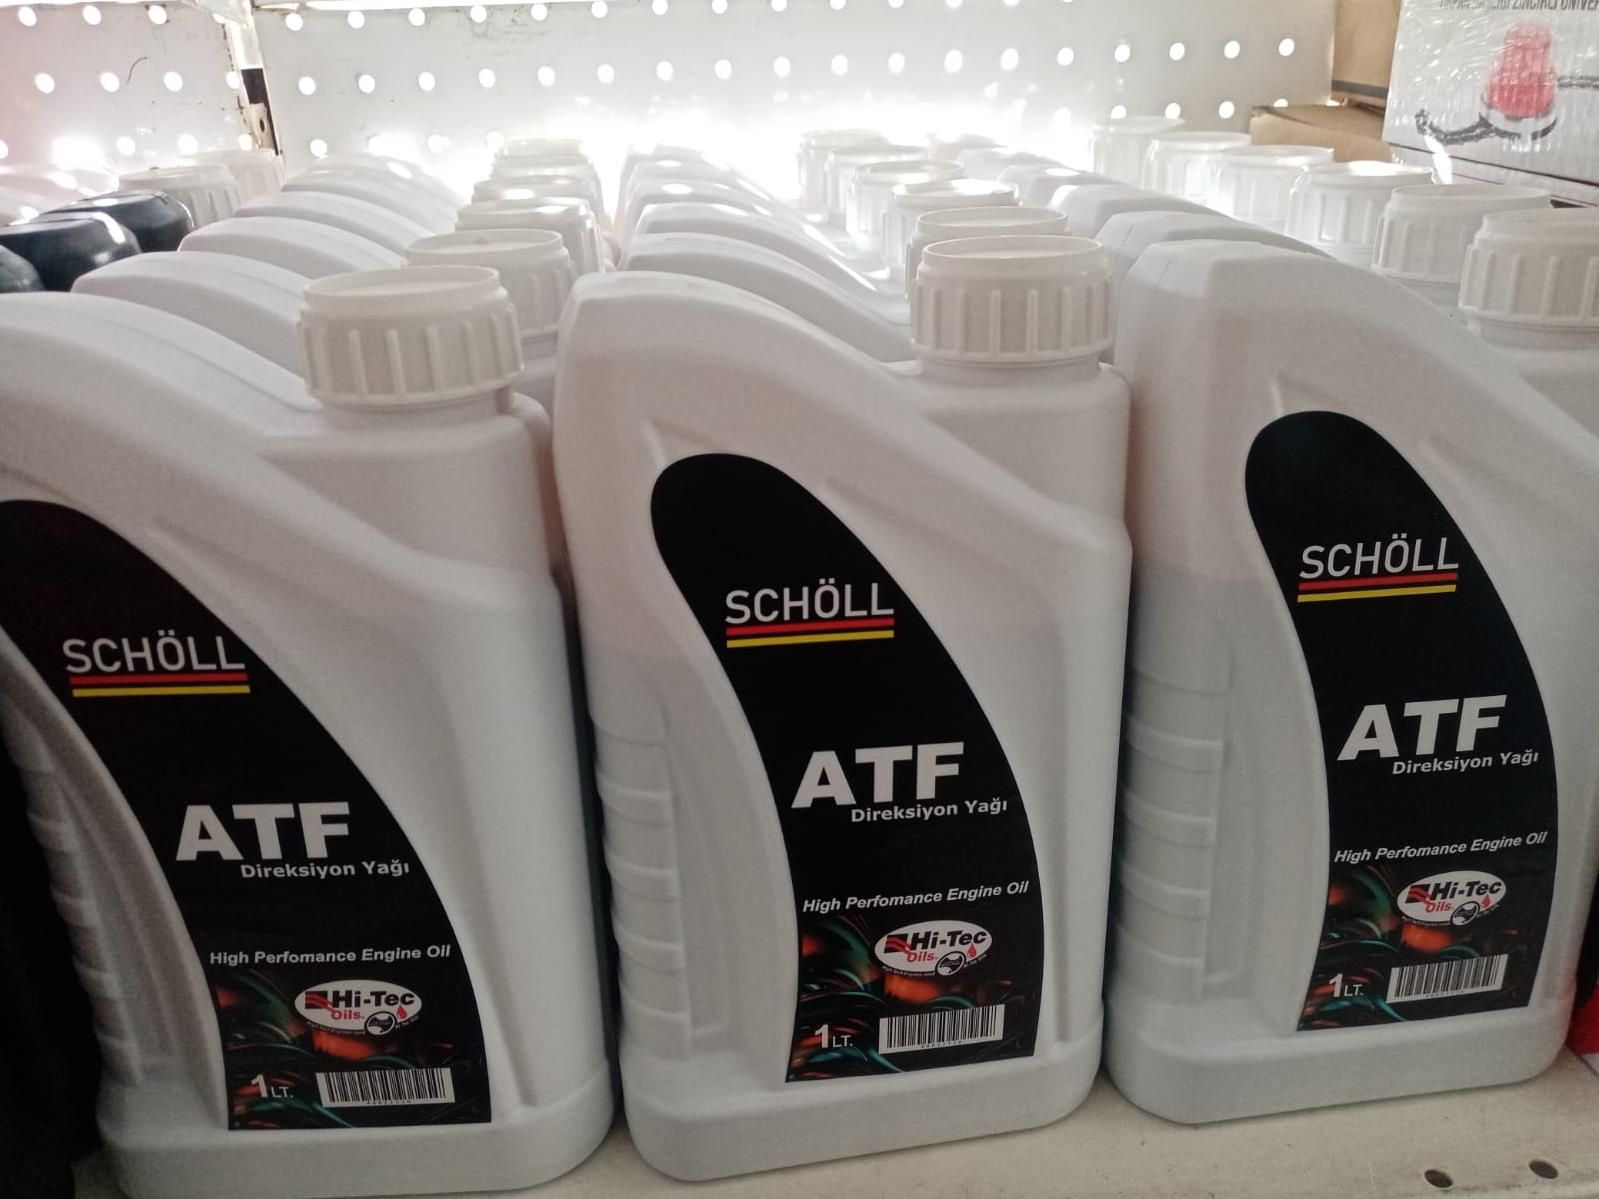 SCHÖLL
ATF
Direksiyon Yağı
High Perfomance Engine Oil
Hi-Tec
Oils
1 LT.
SCHÖLL
ATF
Direksiyon Yağı
High Perfomance Engine Oil
Hi-Tec
Oils
1 LT.
SCHÖLL
ATF
Direksiyon Yağı
High Perfomance Engine Oil
Hi-Tec
Oils
1 LT.